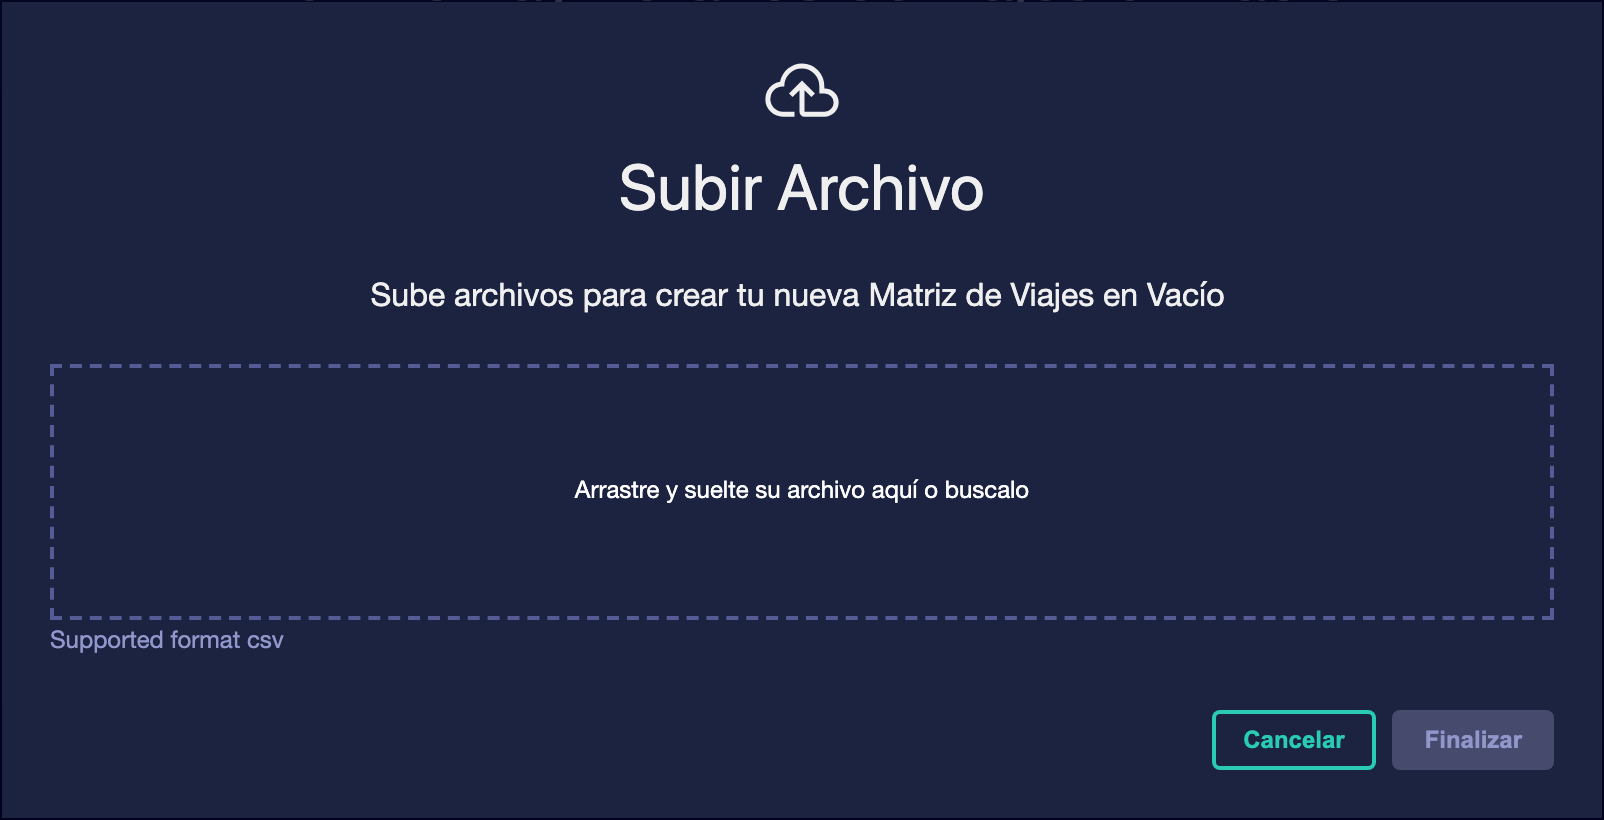 Subir Archivo
Sube archivos para crear tu nueva Matriz de Viajes en Vacío
Arrastre y suelte su archivo aquí o buscalo
Supported format csv
Cancelar
Finalizar